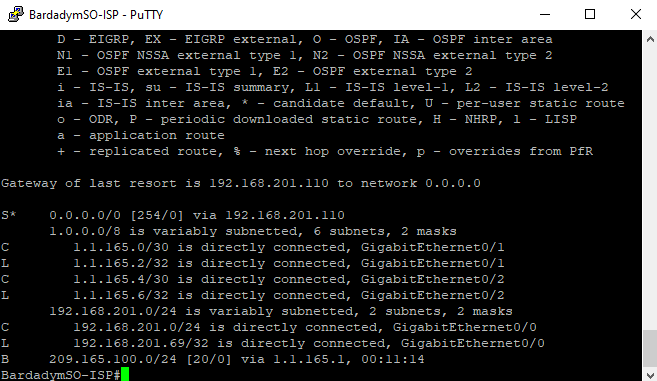 BardadymSO-ISP - PuTTY
D - EIGRP, EX - EIGRP external, O - OSPF, IA - OSPF inter area
N1 - OSPF NSSA external type 1, N2 - OSPF NSSA external type 2
E1 - OSPF external type 1, E2 - OSPF external type 2
i - IS-IS, su - IS-IS summary, L1 - IS-IS level-1, L2 - IS-IS level-2
ia - IS-IS inter area, * - candidate default, U - per-user static route
o - ODR, P - periodic downloaded static route, H - NHRP, l - LISP
a - application route
+ - replicated route, % - next hop override, p - overrides from PfR
Gateway of last resort is 192.168.201.110 to network 0.0.0.0
S* 0.0.0.0/0 [254/0] via 192.168.201.110
1.0.0.0/8 is variably subnetted, 6 subnets, 2 masks
C 1.1.165.0/30 is directly connected, GigabitEthernet0/1
L 1.1.165.2/32 is directly connected, GigabitEthernet0/1
C 1.1.165.4/30 is directly connected, GigabitEthernet0/2
L 1.1.165.6/32 is directly connected, GigabitEthernet0/2
192.168.201.0/24 is variably subnetted, 2 subnets, 2 masks
C 192.168.201.0/24 is directly connected, GigabitEthernet0/0
L 192.168.201.69/32 is directly connected, GigabitEthernet0/0
B 209.165.100.0/24 [20/0] via 1.1.165.1, 00:11:14
BardadymSO-ISP#